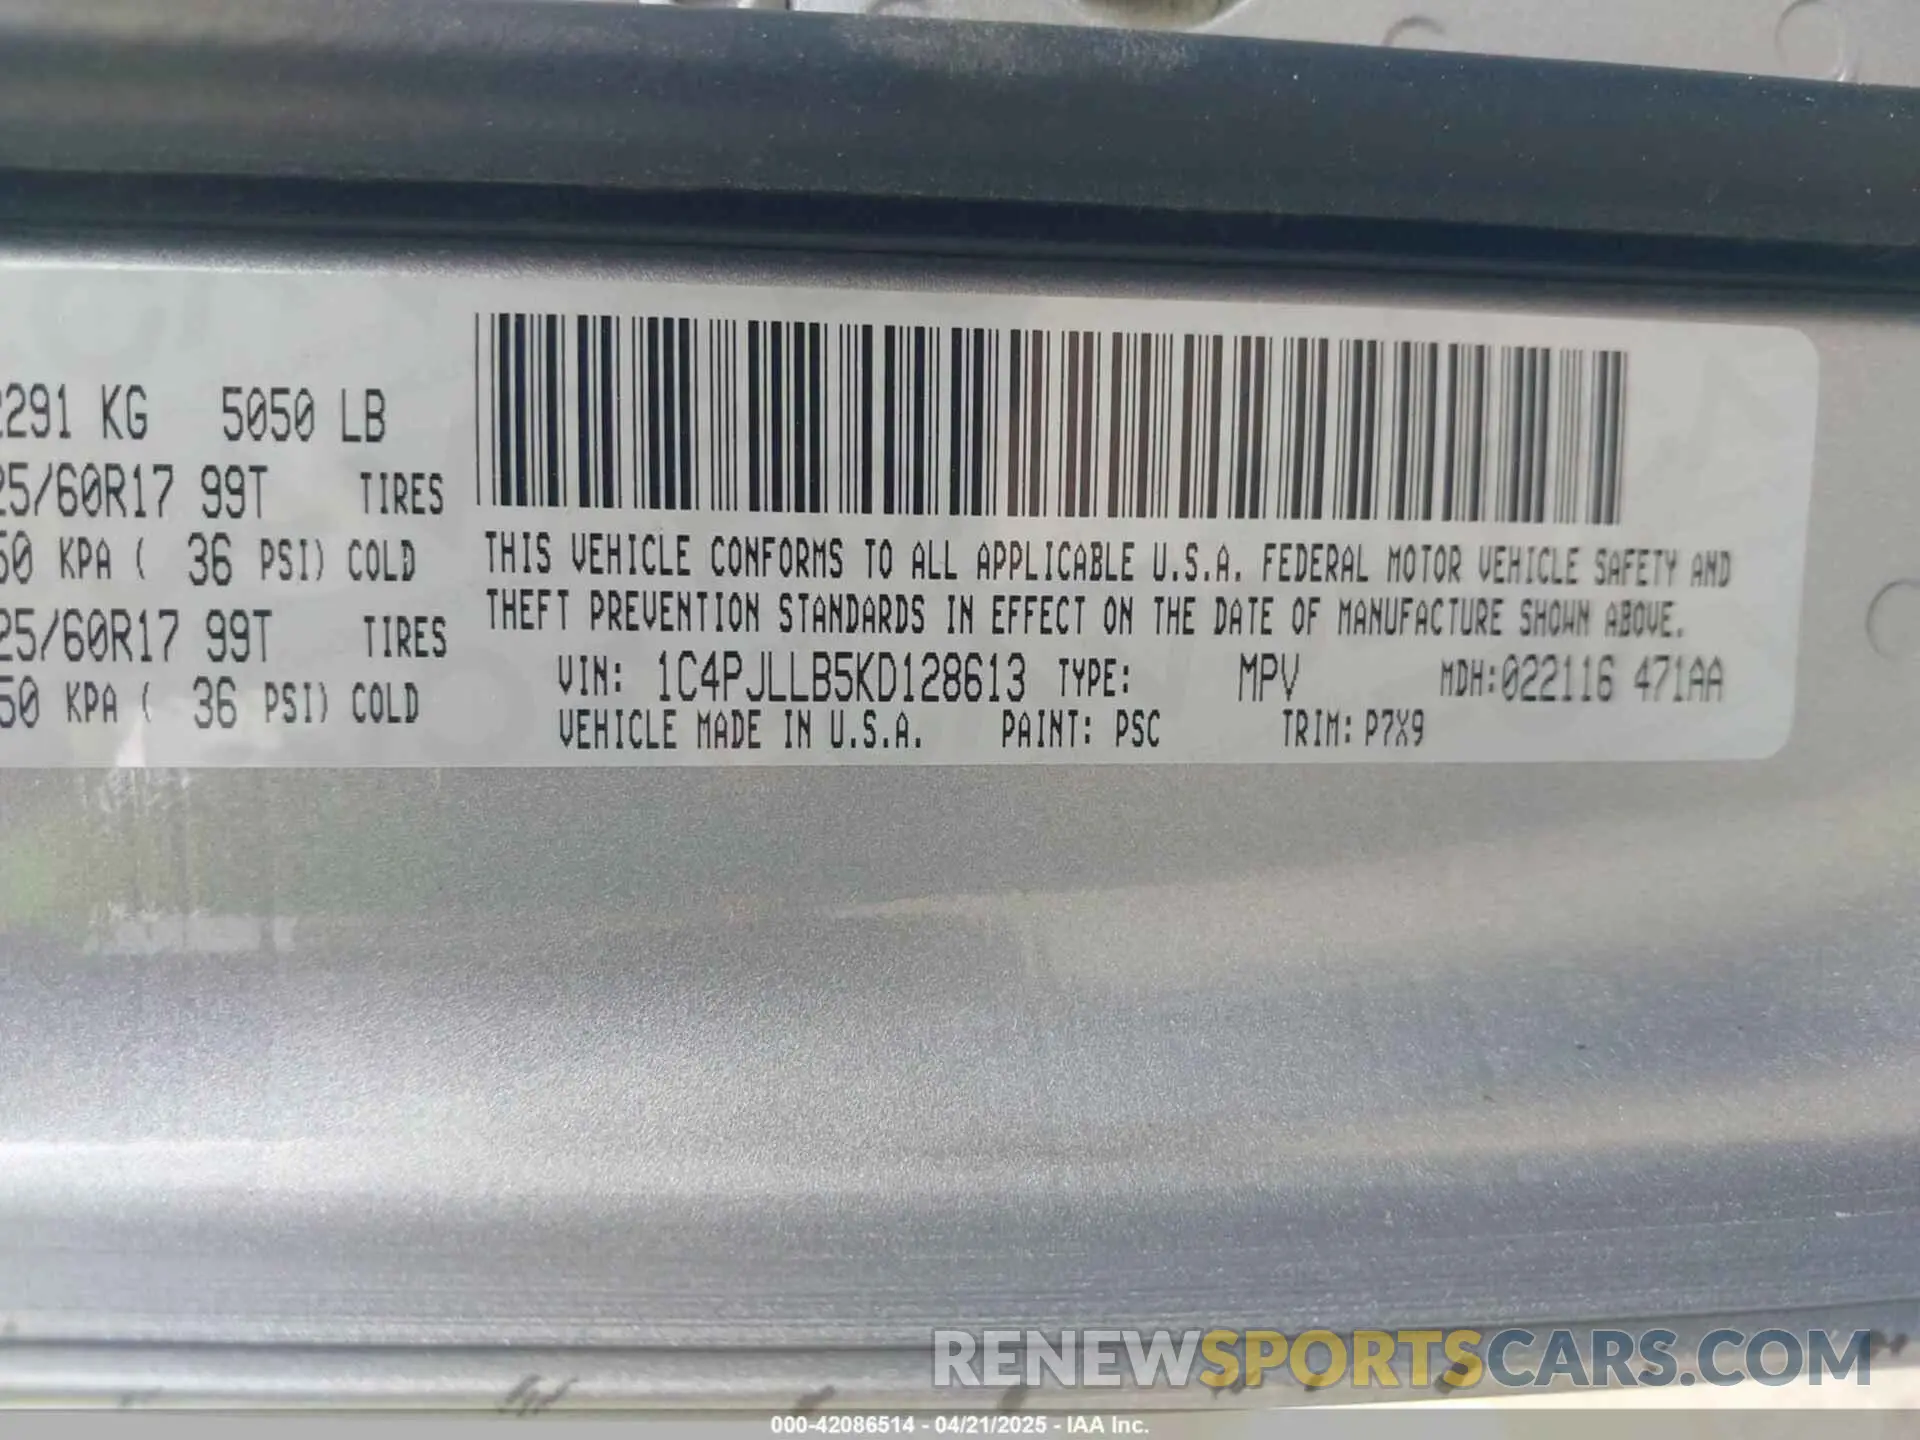 291 KG 5050 LB
25/60R17 99T TIRES
50 KPA ( 36 PSI) COLD
25/60R17 99T TIRES
50 KPA ( 36 PSI) COLD
THIS VEHICLE CONFORMS TO ALL APPLICABLE U.S.A. FEDERAL MOTOR VEHICLE SAFETY AND
THEFT PREVENTION STANDARDS IN EFFECT ON THE DATE OF MANUFACTURE SHOWN ABOVE.
VIN: 1C4PJLLB5KD128613 TYPE: MPV MDH:022116 471AA
VEHICLE MADE IN U.S.A. PAINT: PSC TRIM: P7X9
RENEWSPORTSCARS.COM
000-42086514 - 04/21/2025 - IAA Inc.